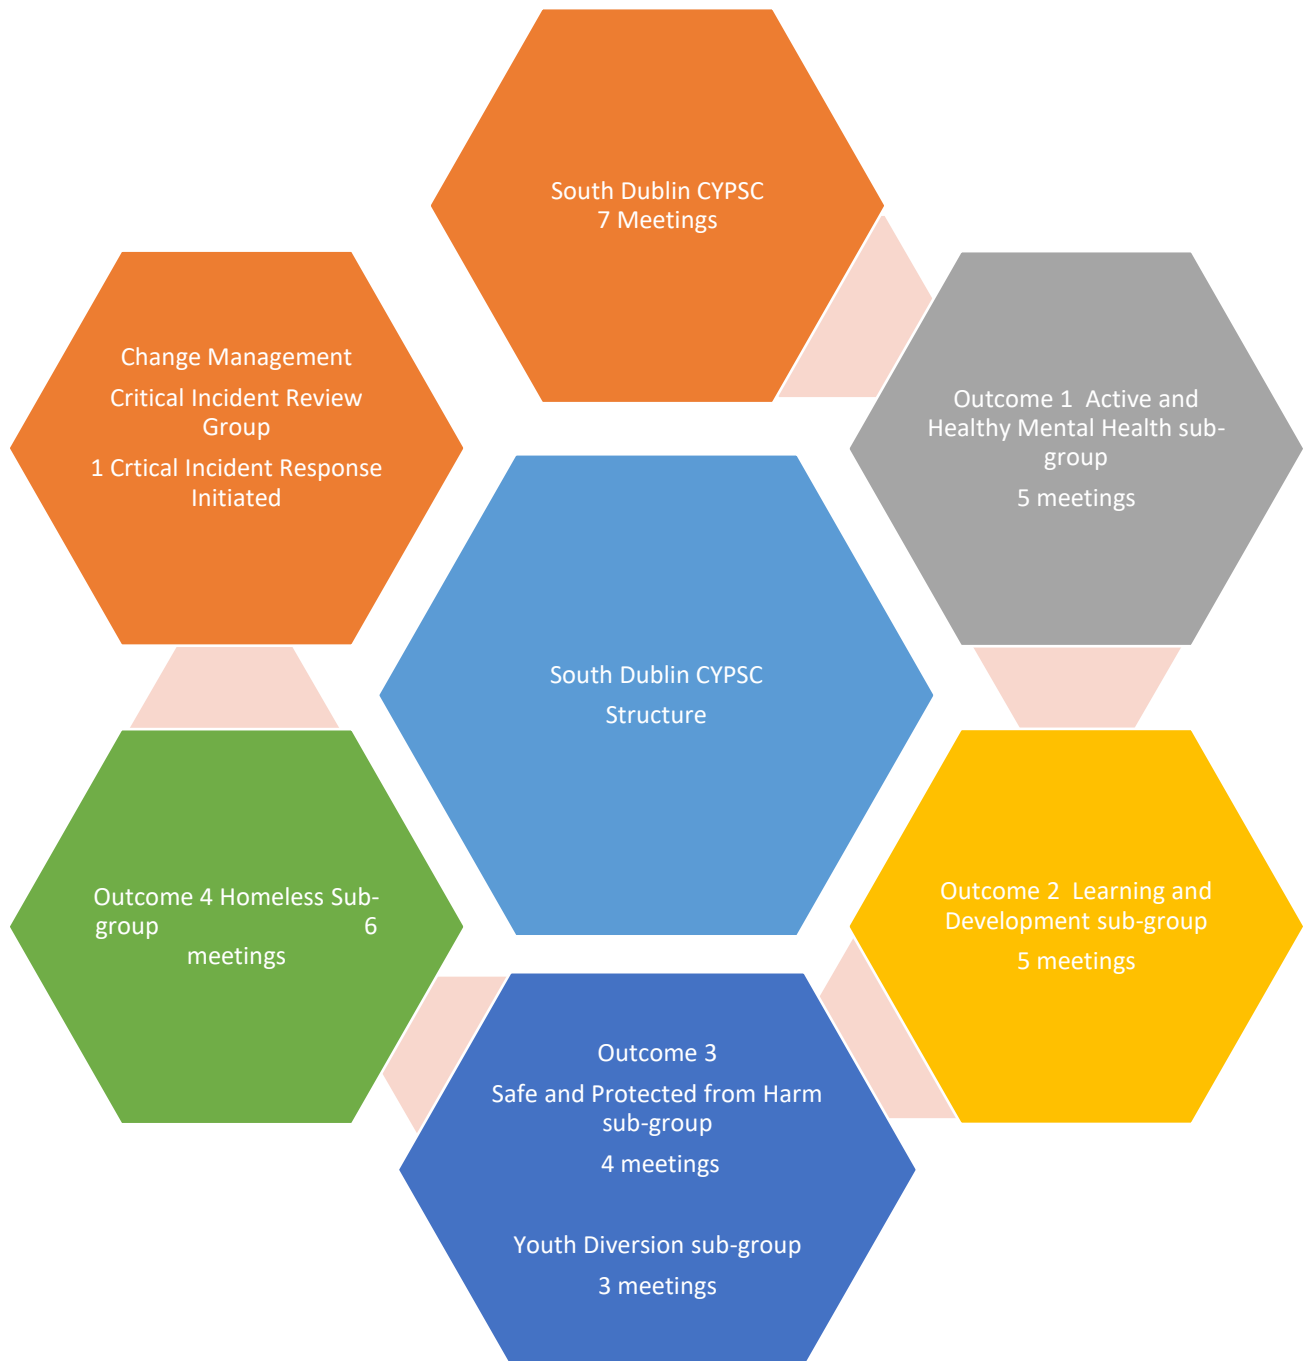 South Dublin CYPSC
7 Meetings
Change Management
Critical Incident Review
Group
1 Crtical Incident Response
Initiated
Outcome 1  Active and
Healthy Mental Health sub-
group
5 meetings
South Dublin CYPSC
Structure
Outcome 4 Homeless Sub-
group 6
meetings
Outcome 2  Learning and
Development sub-group
5 meetings
Outcome 3
Safe and Protected from Harm
sub-group
4 meetings
Youth Diversion sub-group
3 meetings